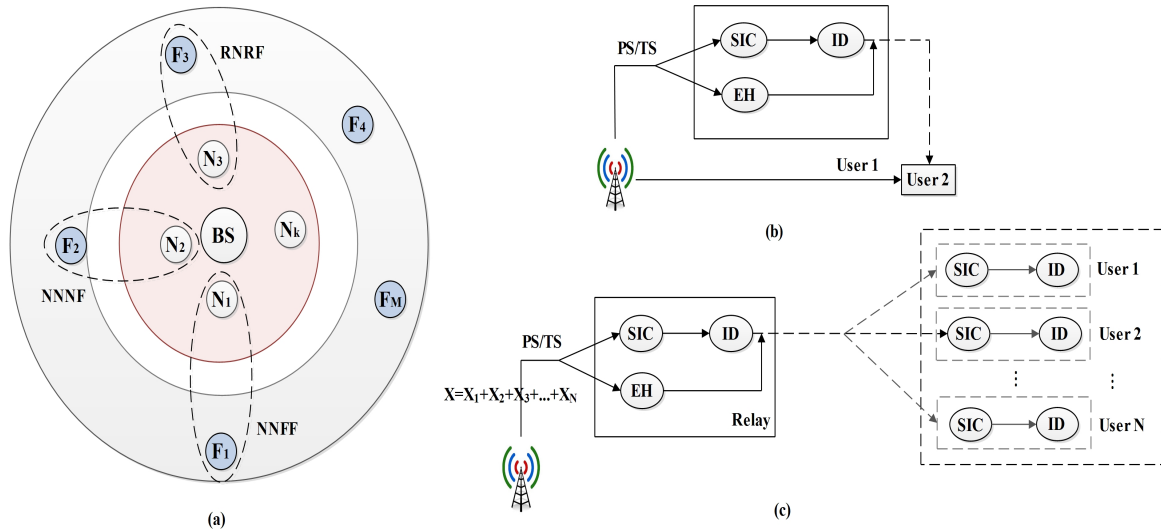 F3
RNRF
F4
N3
F2
N2
BS
Nk
NNNF
N1
FM
NNFF
F1
(a)
PS/TS
SIC
ID
EH
User 1
User 2
(b)
PS/TS
X=X1+X2+X3+...+XN
SIC
ID
EH
Relay
SIC
ID
User 1
SIC
ID
User 2
⋮
⋮
SIC
ID
User N
(c)